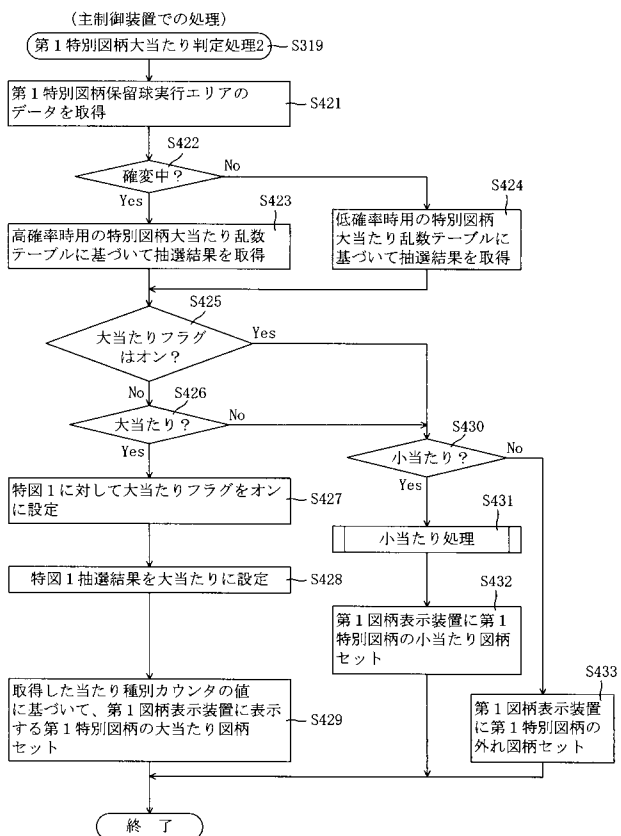 (主制御装置での処理)
第1特別図柄大当たり判定処理2
S319
第1特別図柄保留球実行エリアの
データを取得
S421
S422
確変中?
No
Yes
S423
S424
高確率時用の特別図柄大当たり乱数
テーブルに基づいて抽選結果を取得
低確率時用の特別図柄
大当たり乱数テーブルに
基づいて抽選結果を取得
S425
大当たりフラグ
はオン?
Yes
No
S426
大当たり?
No
Yes
S430
小当たり?
No
Yes
特図1に対して大当たりフラグをオン
に設定
S427
S431
小当たり処理
特図1抽選結果を大当たりに設定
S428
S432
第1図柄表示装置に第1
特別図柄の小当たり図柄
セット
取得した当たり種別カウンタの値
に基づいて、第1図柄表示装置に表示
する第1特別図柄の大当たり図柄
セット
S429
S433
第1図柄表示装置
に第1特別図柄の
外れ図柄セット
終了